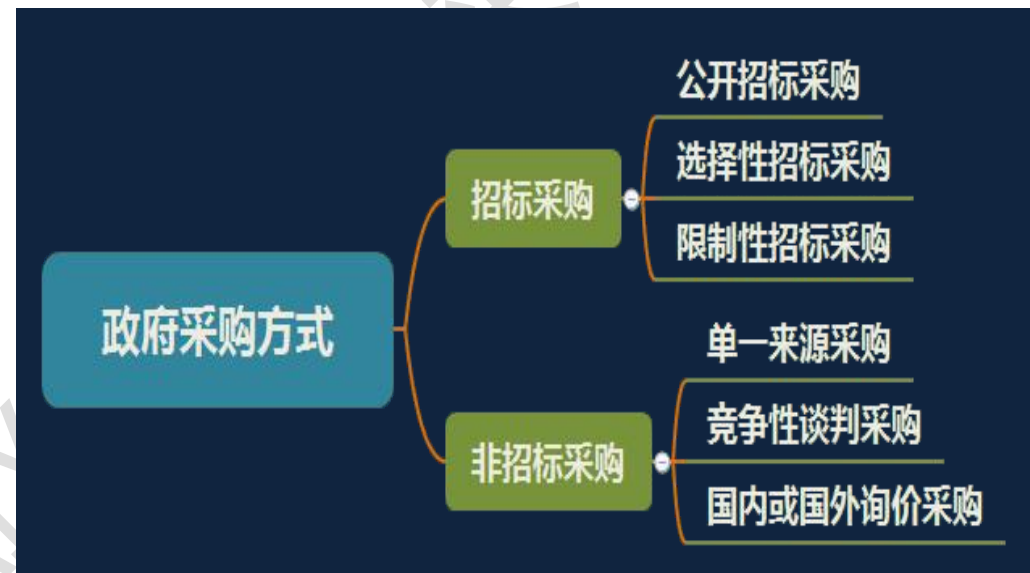 政府采购方式
招标采购
公开招标采购
选择性招标采购
限制性招标采购
非招标采购
单一来源采购
竞争性谈判采购
国内或国外询价采购